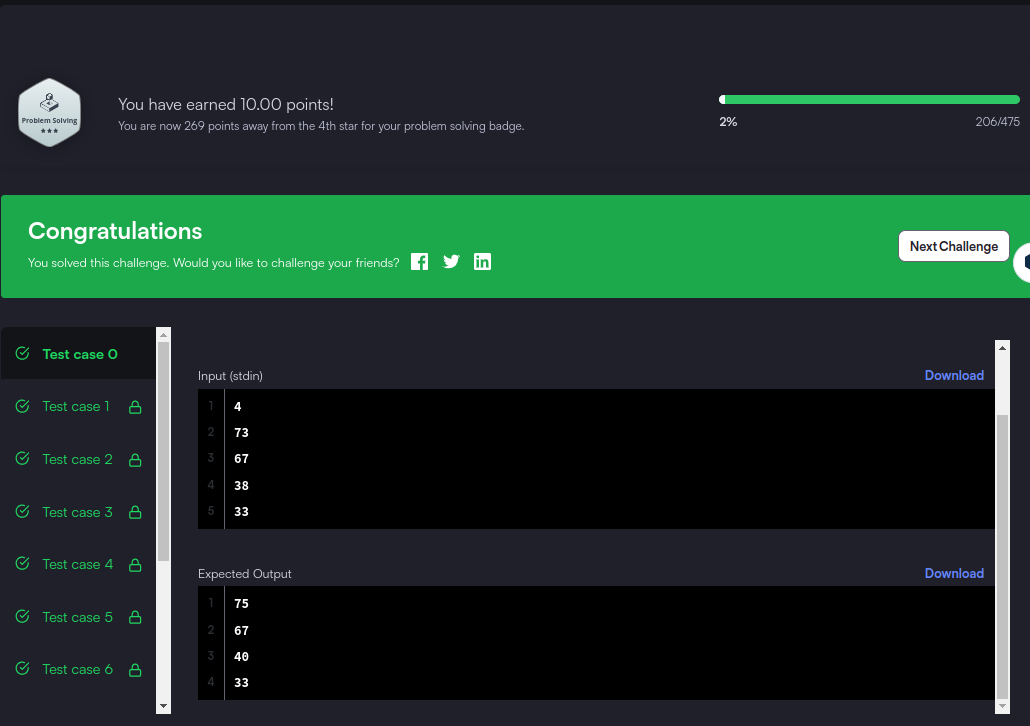 Problem Solving
You have earned 10.00 points!
You are now 269 points away from the 4th star for your problem solving badge.
2%
206/475
Congratulations
You solved this challenge. Would you like to challenge your friends?
Next Challenge
Test case 0
Test case 1
Test case 2
Test case 3
Test case 4
Test case 5
Test case 6
Input (stdin)
Download
1 4
2 73
3 67
4 38
5 33
Expected Output
Download
1 75
2 67
3 40
4 33